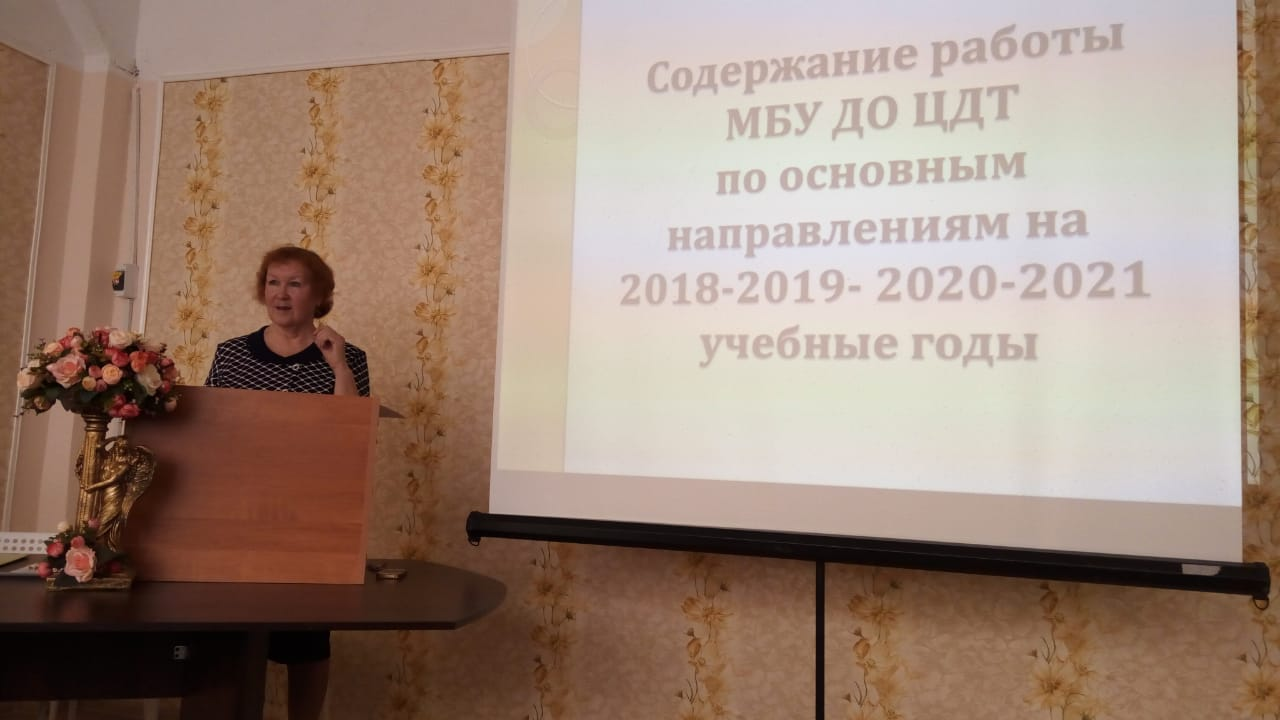 Содержание работы
МБУ ДО ЦДТ
по основным
направлениям на
2018-2019- 2020-2021
учебные годы